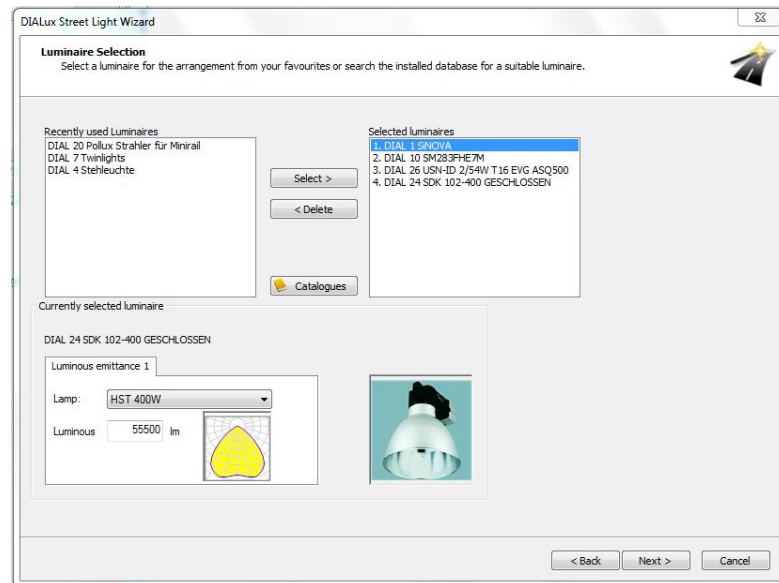 DIALux Street Light Wizard
Luminaire Selection
Select a luminaire for the arrangement from your favourites or search the installed database for a suitable luminaire.
Recently used Luminaires
DIAL 20 Pollux Strahler für Minirail
DIAL 7 Twinlights
DIAL 4 Stehleuchte
Select >
< Delete
Catalogues
Selected luminaires
1. DIAL 1 SiNOVA
2. DIAL 10 SM283FHE7M
3. DIAL 26 USN-ID 2/54W T16 EVG ASQ500
4. DIAL 24 SDK 102-400 GESCHLOSSEN
Currently selected luminaire
DIAL 24 SDK 102-400 GESCHLOSSEN
Luminous emittance 1
Lamp: HST 400W
Luminous 55500 lm
< Back Next > Cancel